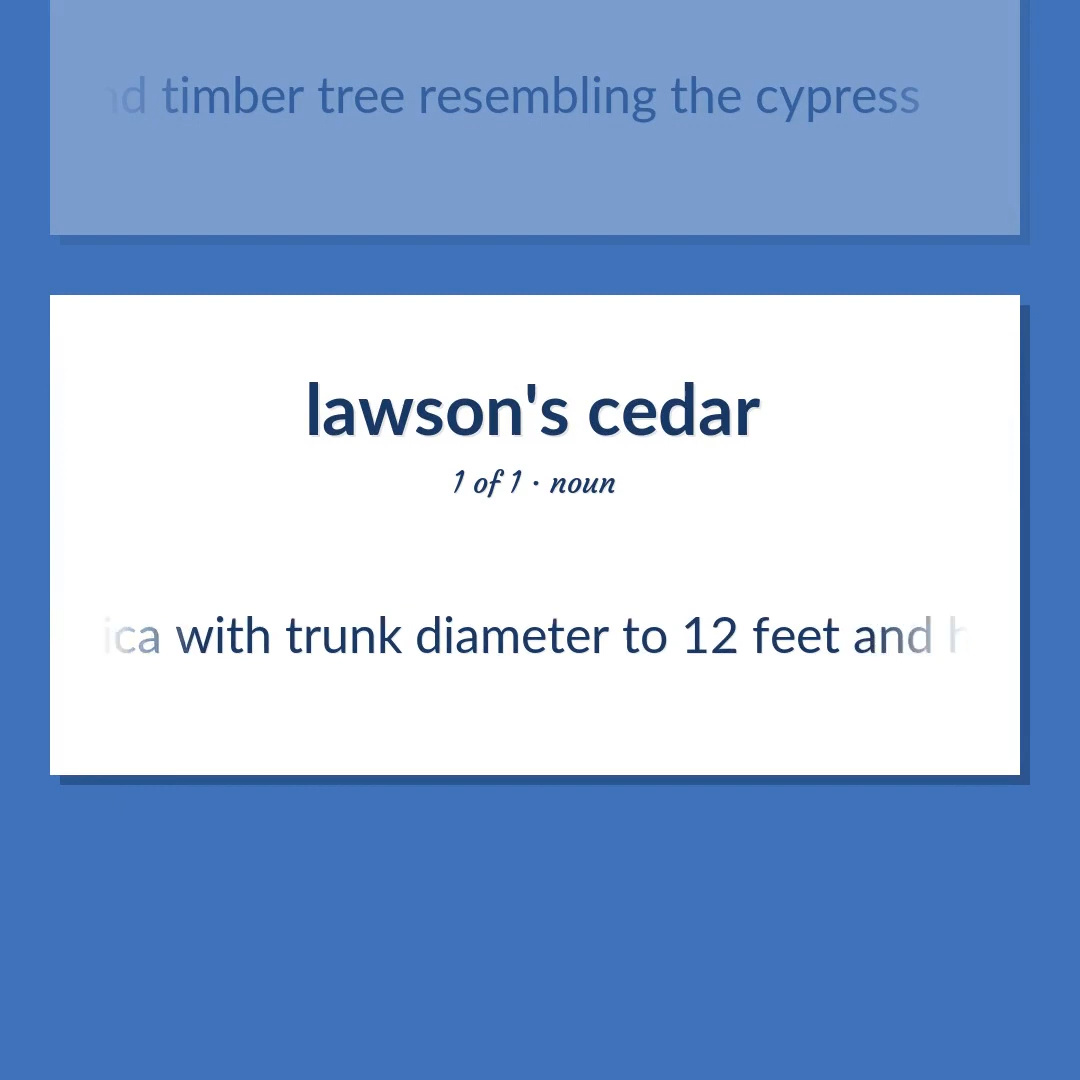 timber tree resembling the cypress
lawson's cedar
1 of 1 · noun
with trunk diameter to 12 feet and